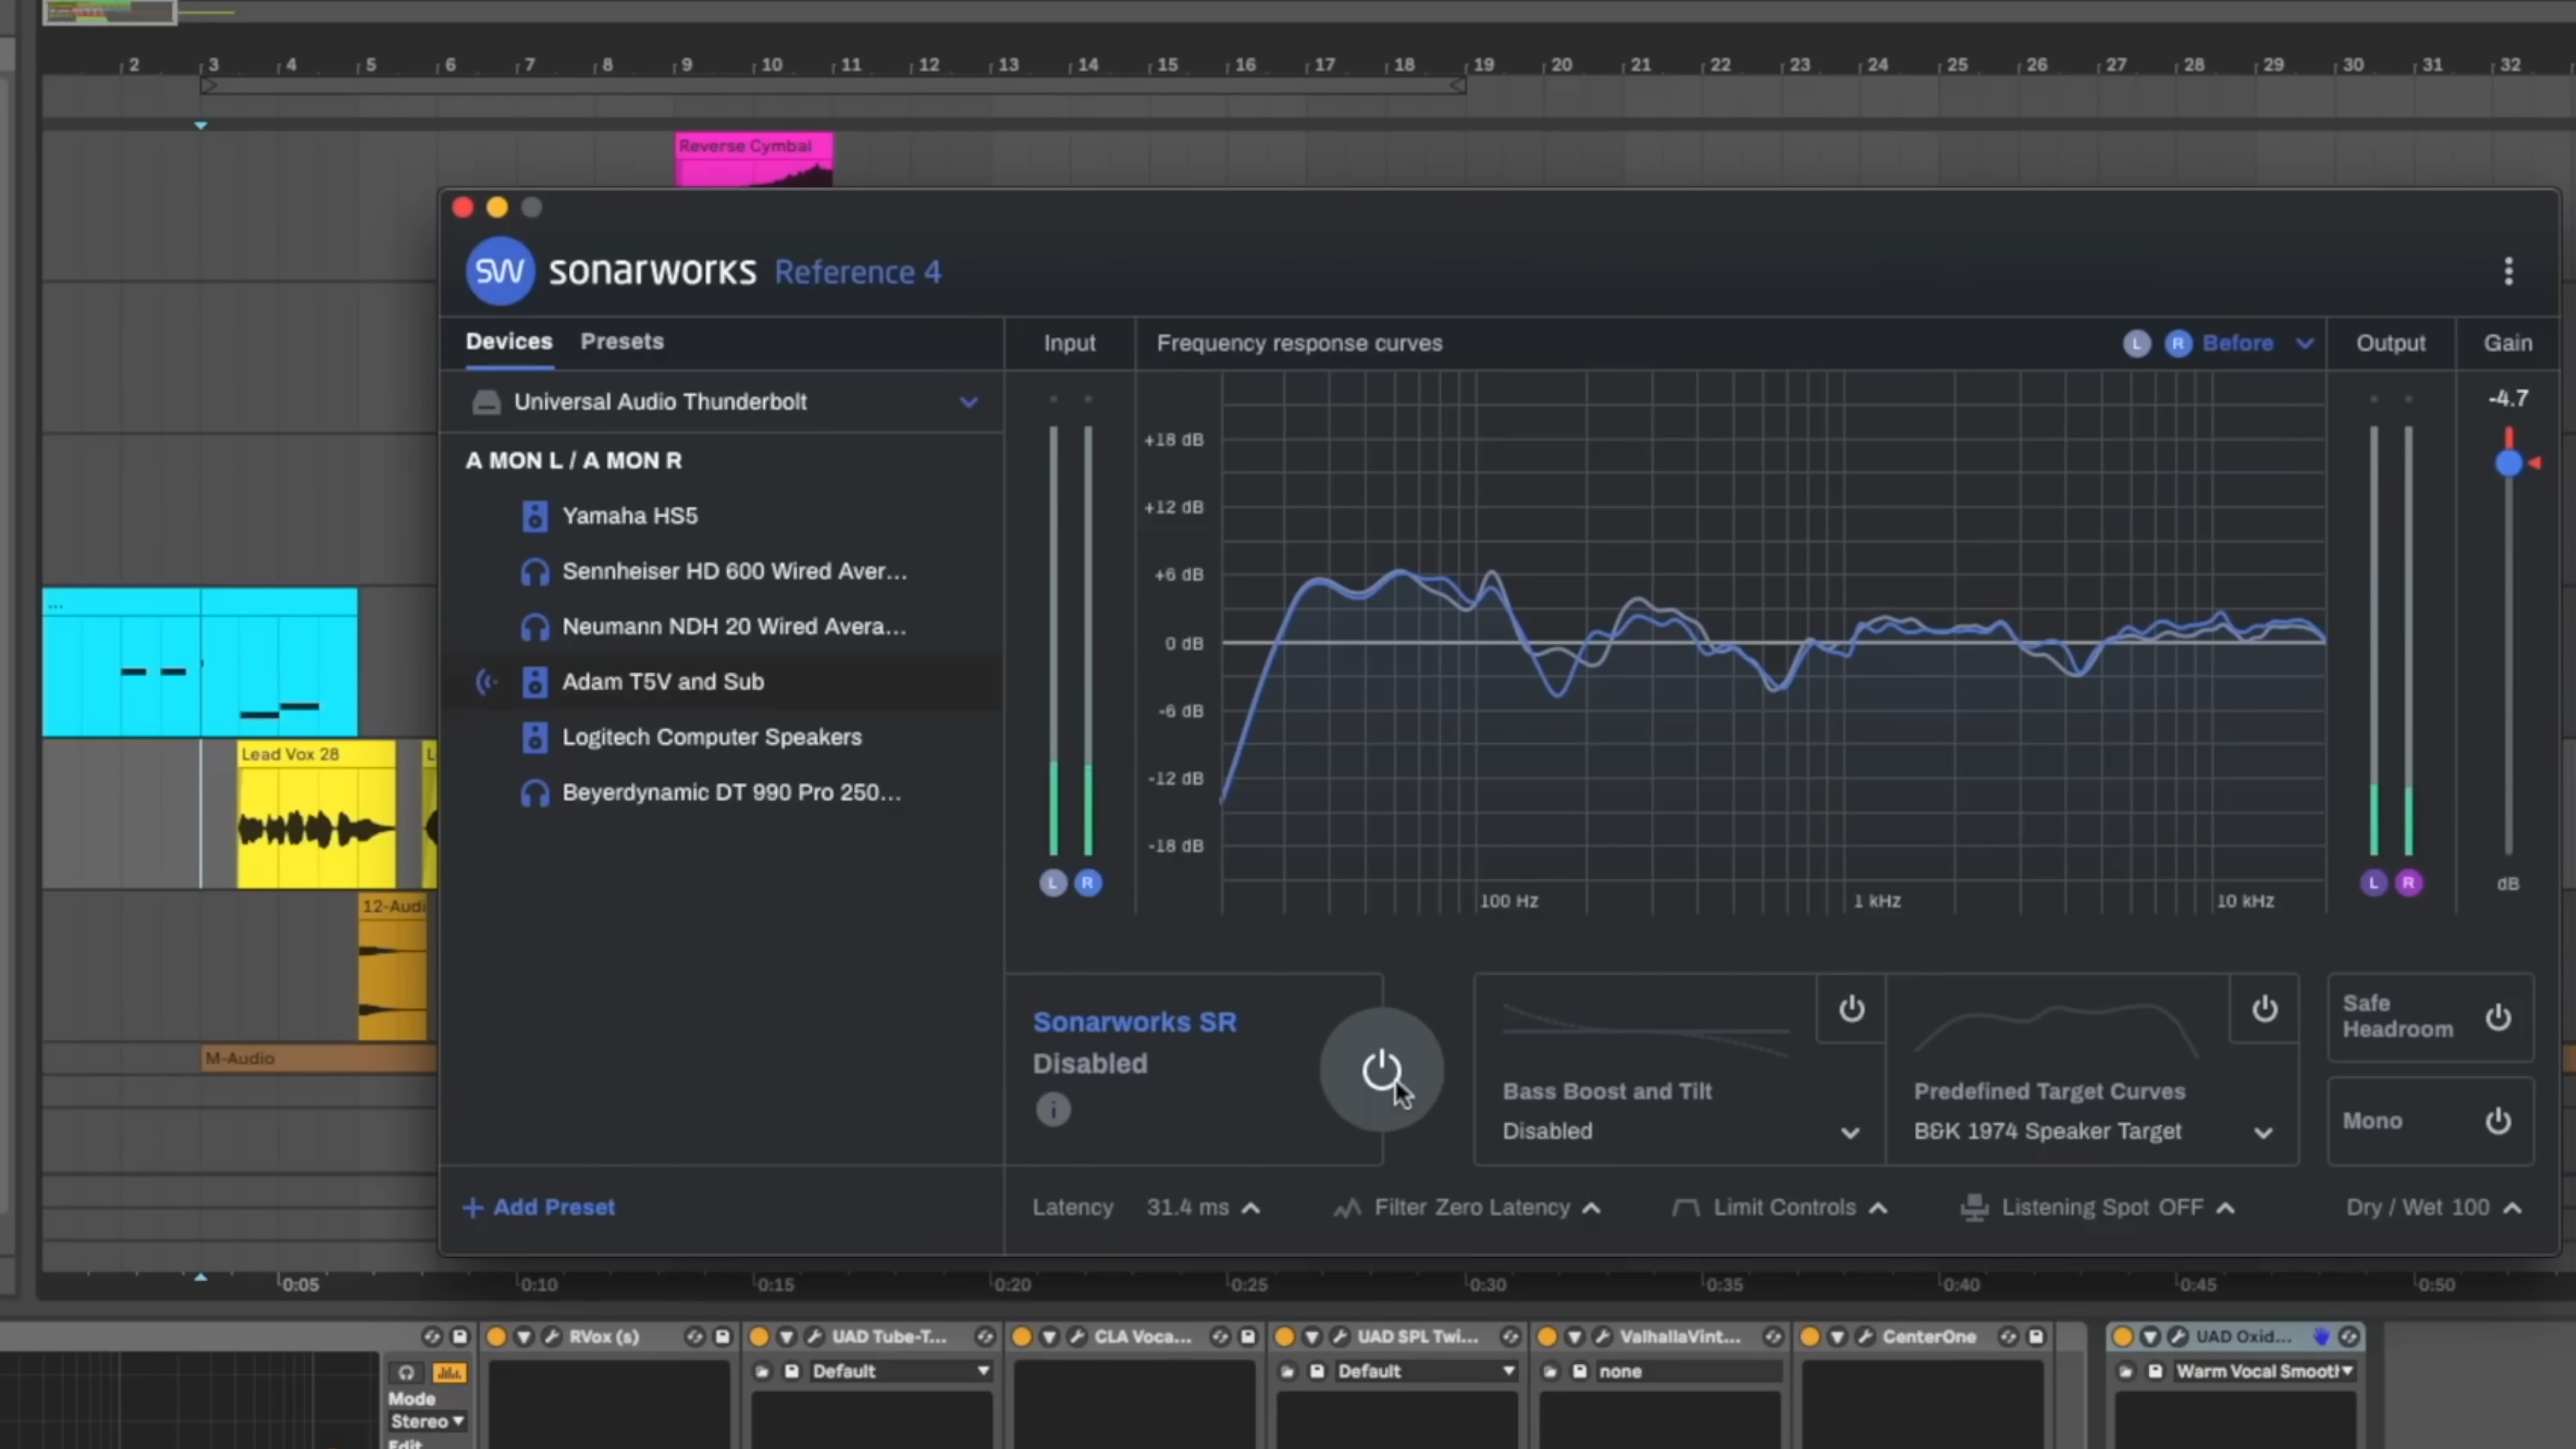 2 3 4 5 6 7 8 9 10 11 12 13 14 15 16 17 18 19 20 21 22 23 24 25 26 27 28 29 30 31 32
Reverse Cymbal
SW sonarworks Reference 4
Devices Presets
Input
Frequency response curves
L R Before
Output
Gain
Universal Audio Thunderbolt
-4.7
A MON L / A MON R
Yamaha HS5
Sennheiser HD 600 Wired Aver...
Neumann NDH 20 Wired Avera...
Adam T5V and Sub
Logitech Computer Speakers
Beyerdynamic DT 990 Pro 250...
+18 dB
+12 dB
+6 dB
0 dB
-6 dB
-12 dB
-18 dB
100 Hz 1 kHz 10 kHz
L R
L R
dB
...
Lead Vox 28
L
12-Audi
M-Audio
Sonarworks SR
Disabled
i
Bass Boost and Tilt
Disabled
Predefined Target Curves
B&K 1974 Speaker Target
Safe
Headroom
Mono
+ Add Preset
Latency 31.4 ms
Filter Zero Latency
Limit Controls
Listening Spot OFF
Dry / Wet 100
0:05 0:10 0:15 0:20 0:25 0:30 0:35 0:40 0:45 0:50
RVox (s)
UAD Tube-T...
CLA Voca...
UAD SPL Twi...
ValhallaVint...
CenterOne
UAD Oxid...
Default
Default
none
Warm Vocal Smooth
Mode
Stereo
Edit